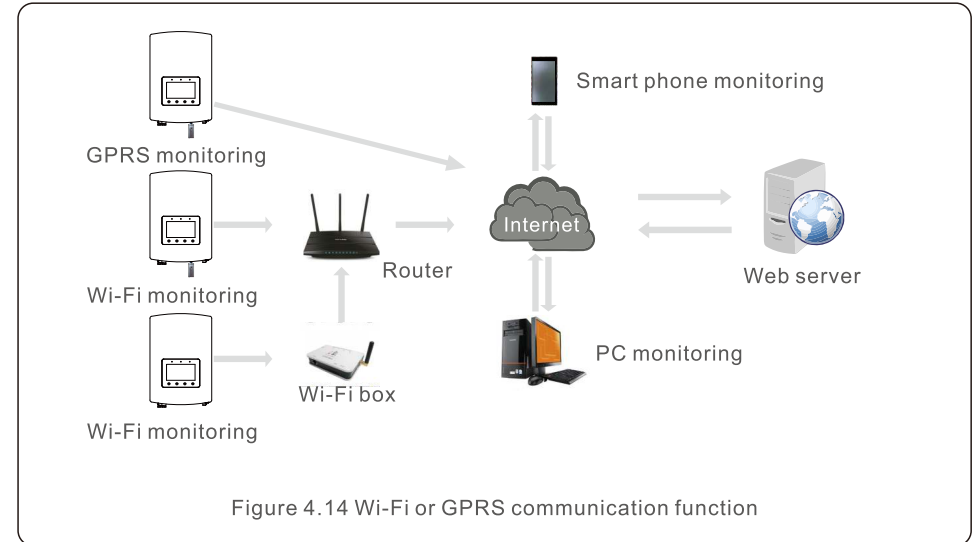 Smart phone monitoring
GPRS monitoring
Internet
Router
Web server
Wi-Fi monitoring
PC monitoring
Wi-Fi box
Wi-Fi monitoring
Figure 4.14 Wi-Fi or GPRS communication function